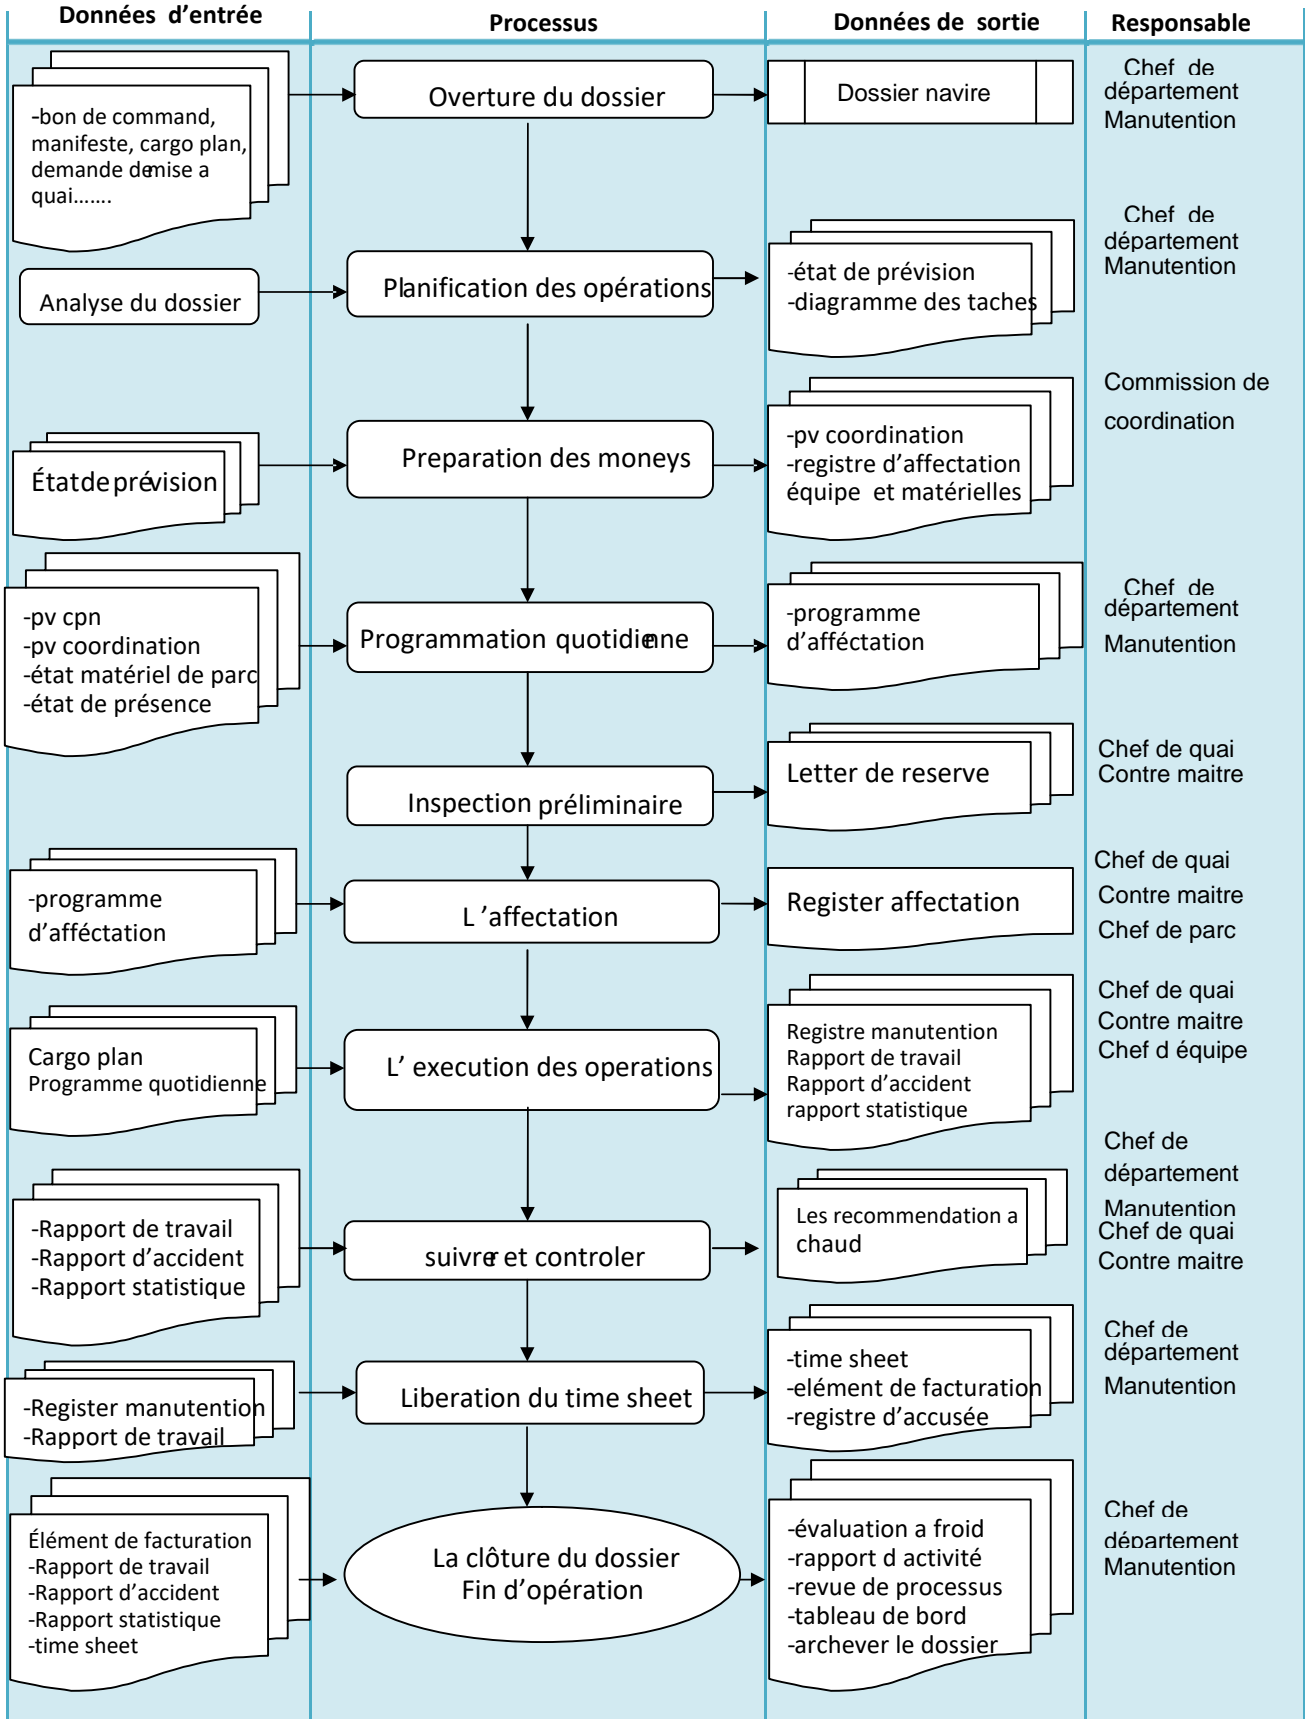 Données d'entrée
Processus
Données de sortie
Responsable
-bon de command,
manifeste, cargo plan,
demande de mise a
quai.......
Overture du dossier
Dossier navire
Chef de
département
Manutention
Analyse du dossier
Planification des opérations
-état de prévision
-diagramme des taches
Chef de
département
Manutention
État de prévision
Preparation des moneys
-pv coordination
-registre d'affectation
équipe et matérielles
Commission de
coordination
-pv cpn
-pv coordination
-état matériel de parc
-état de présence
Programmation quotidienne
-programme
d'afféctation
Chef de
département
Manutention
Inspection préliminaire
Letter de reserve
Chef de quai
Contre maitre
-programme
d'afféctation
L 'affectation
Register affectation
Chef de quai
Contre maitre
Chef de parc
Cargo plan
Programme quotidienne
L' execution des operations
Registre manutention
Rapport de travail
Rapport d'accident
rapport statistique
Chef de quai
Contre maitre
Chef d équipe
-Rapport de travail
-Rapport d'accident
-Rapport statistique
suivrer et controler
Les recommendation a
chaud
Chef de
département
Manutention
Chef de quai
Contre maitre
-Register manutention
-Rapport de travail
Liberation du time sheet
-time sheet
-elément de facturation
-registre d'accusée
Chef de
département
Manutention
Élément de facturation
-Rapport de travail
-Rapport d'accident
-Rapport statistique
-time sheet
La clôture du dossier
Fin d'opération
-évaluation a froid
-rapport d activité
-revue de processus
-tableau de bord
-archever le dossier
Chef de
département
Manutention